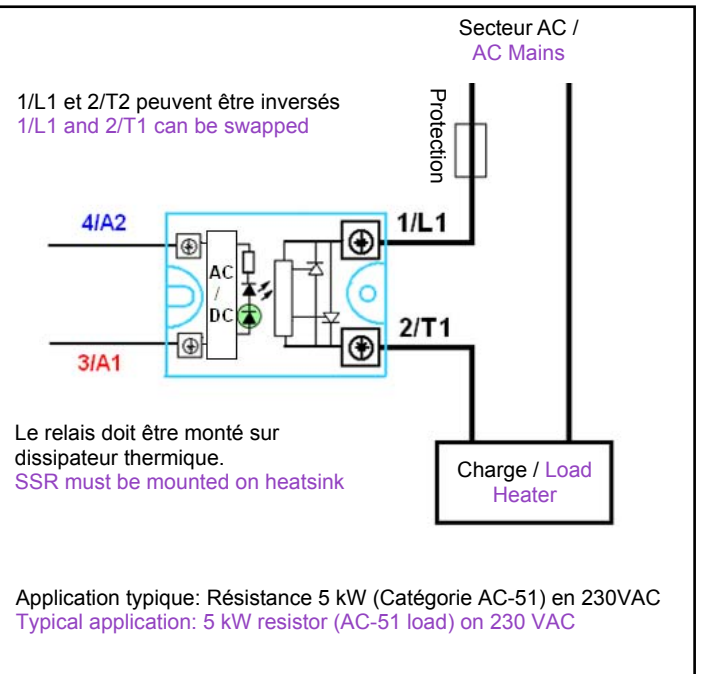 Secteur AC /
AC Mains
1/L1 et 2/T2 peuvent être inversés
1/L1 and 2/T1 can be swapped
Protection
4/A2
1/L1
AC
/
DC
2/T1
3/A1
Le relais doit être monté sur
dissipateur thermique.
SSR must be mounted on heatsink
Charge / Load
Heater
Application typique: Résistance 5 kW (Catégorie AC-51) en 230VAC
Typical application: 5 kW resistor (AC-51 load) on 230 VAC